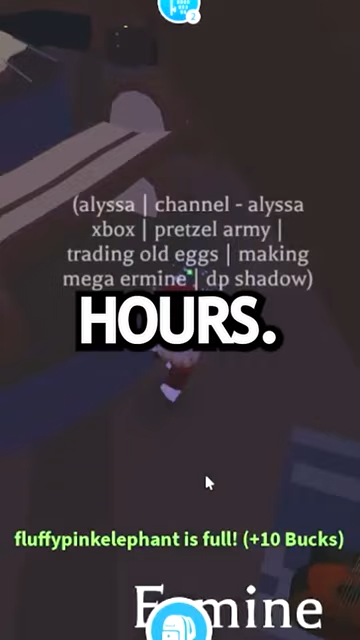 2
(alyssa | channel - alyssa
xbox | pretzel army |
trading old eggs | making
mega ermine | dp shadow)
HOURS.
fluffypinkelephant is full! (+10 Bucks)
Ermine